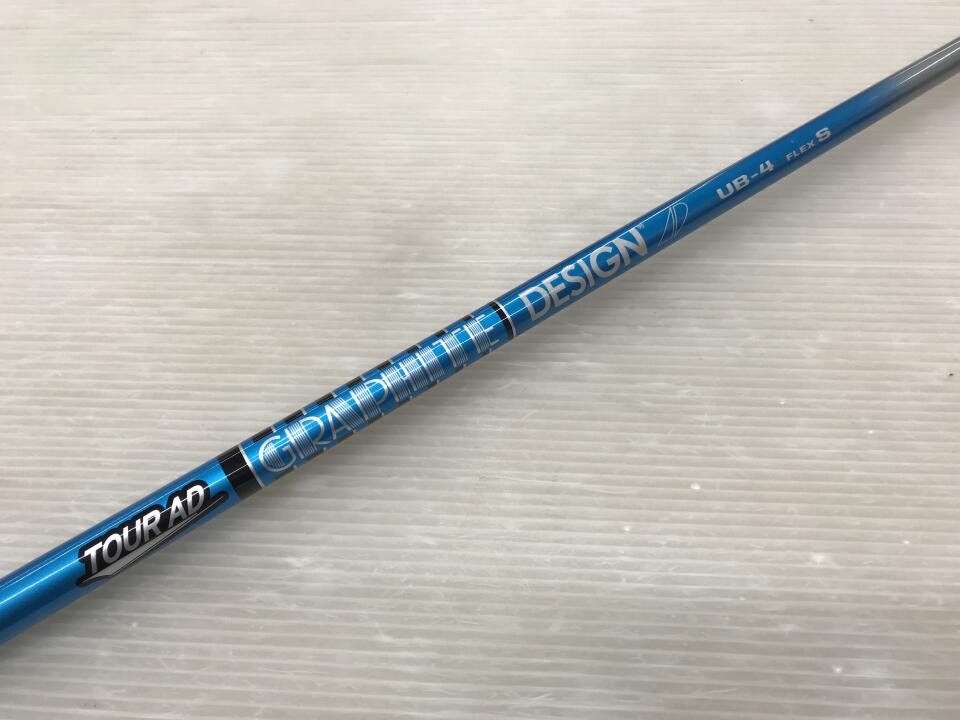 TOUR AD
GRAPHITE DESIGN
UB-4 FLEX S